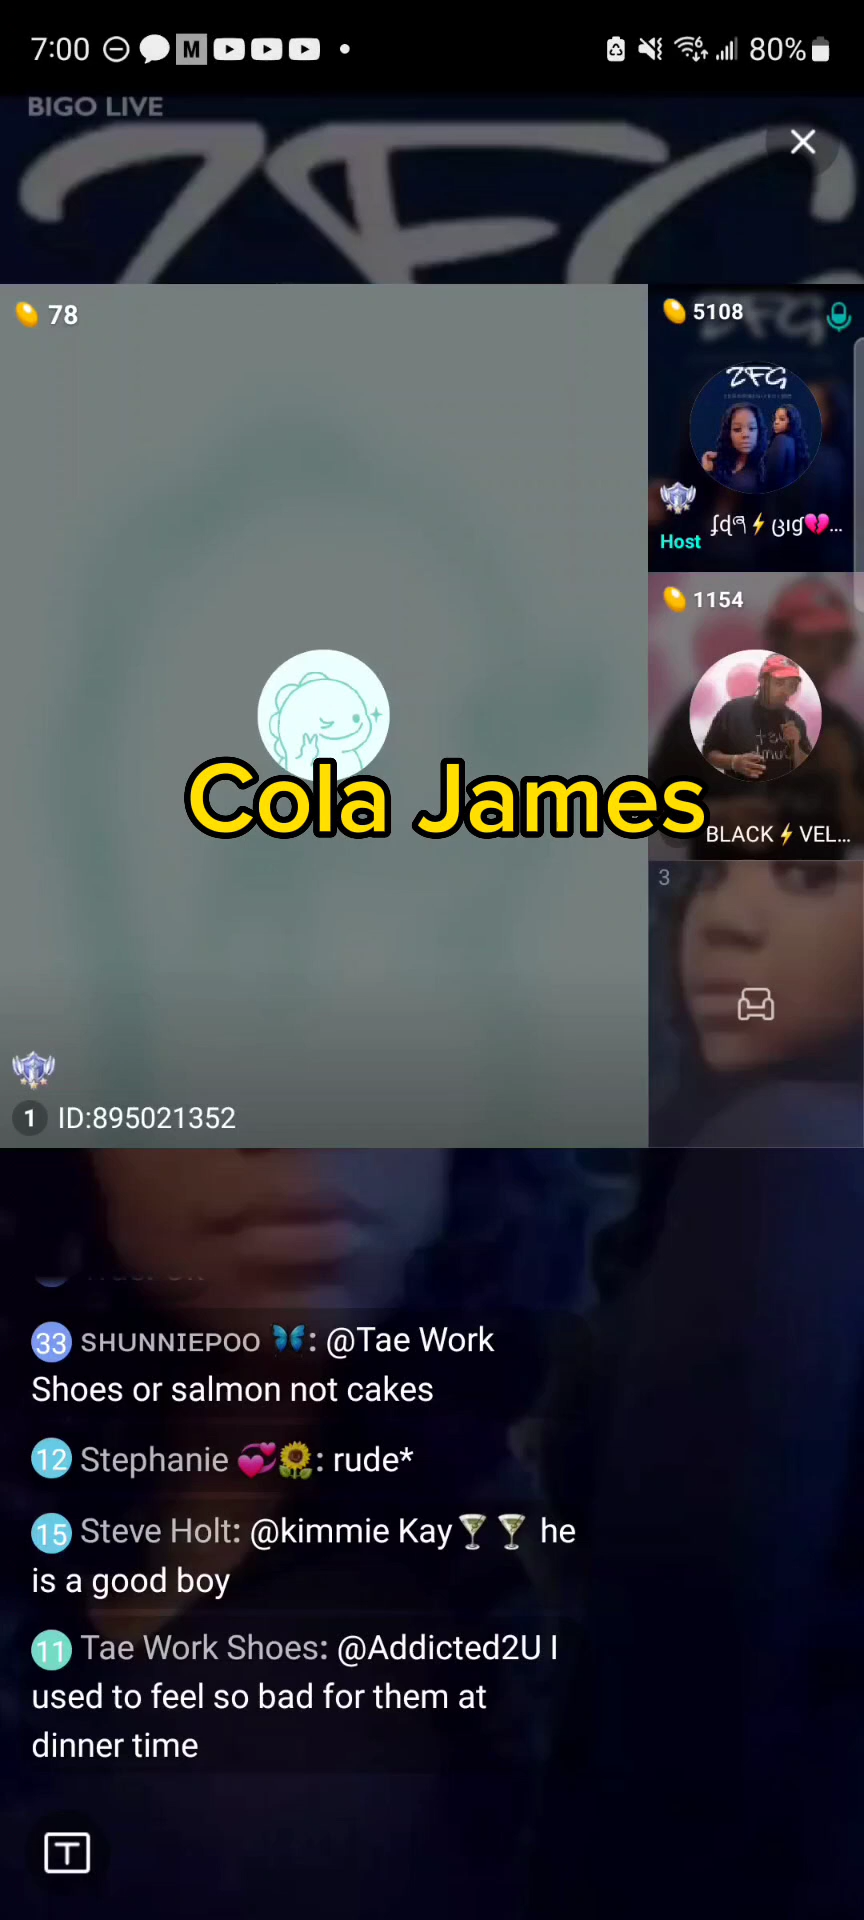 7:00
M
80%
BIGO LIVE
ZFG
78
5108
ZFG
Host
1154
Cola James
BLACK⚡VEL...
3
1 ID:895021352
33 SHUNNIEPOO 🦋: @Tae Work
Shoes or salmon not cakes
12 Stephanie 💞🌻: rude*
15 Steve Holt: @kimmie Kay🍸🍸 he
is a good boy
11 Tae Work Shoes: @Addicted2U I
used to feel so bad for them at
dinner time
T